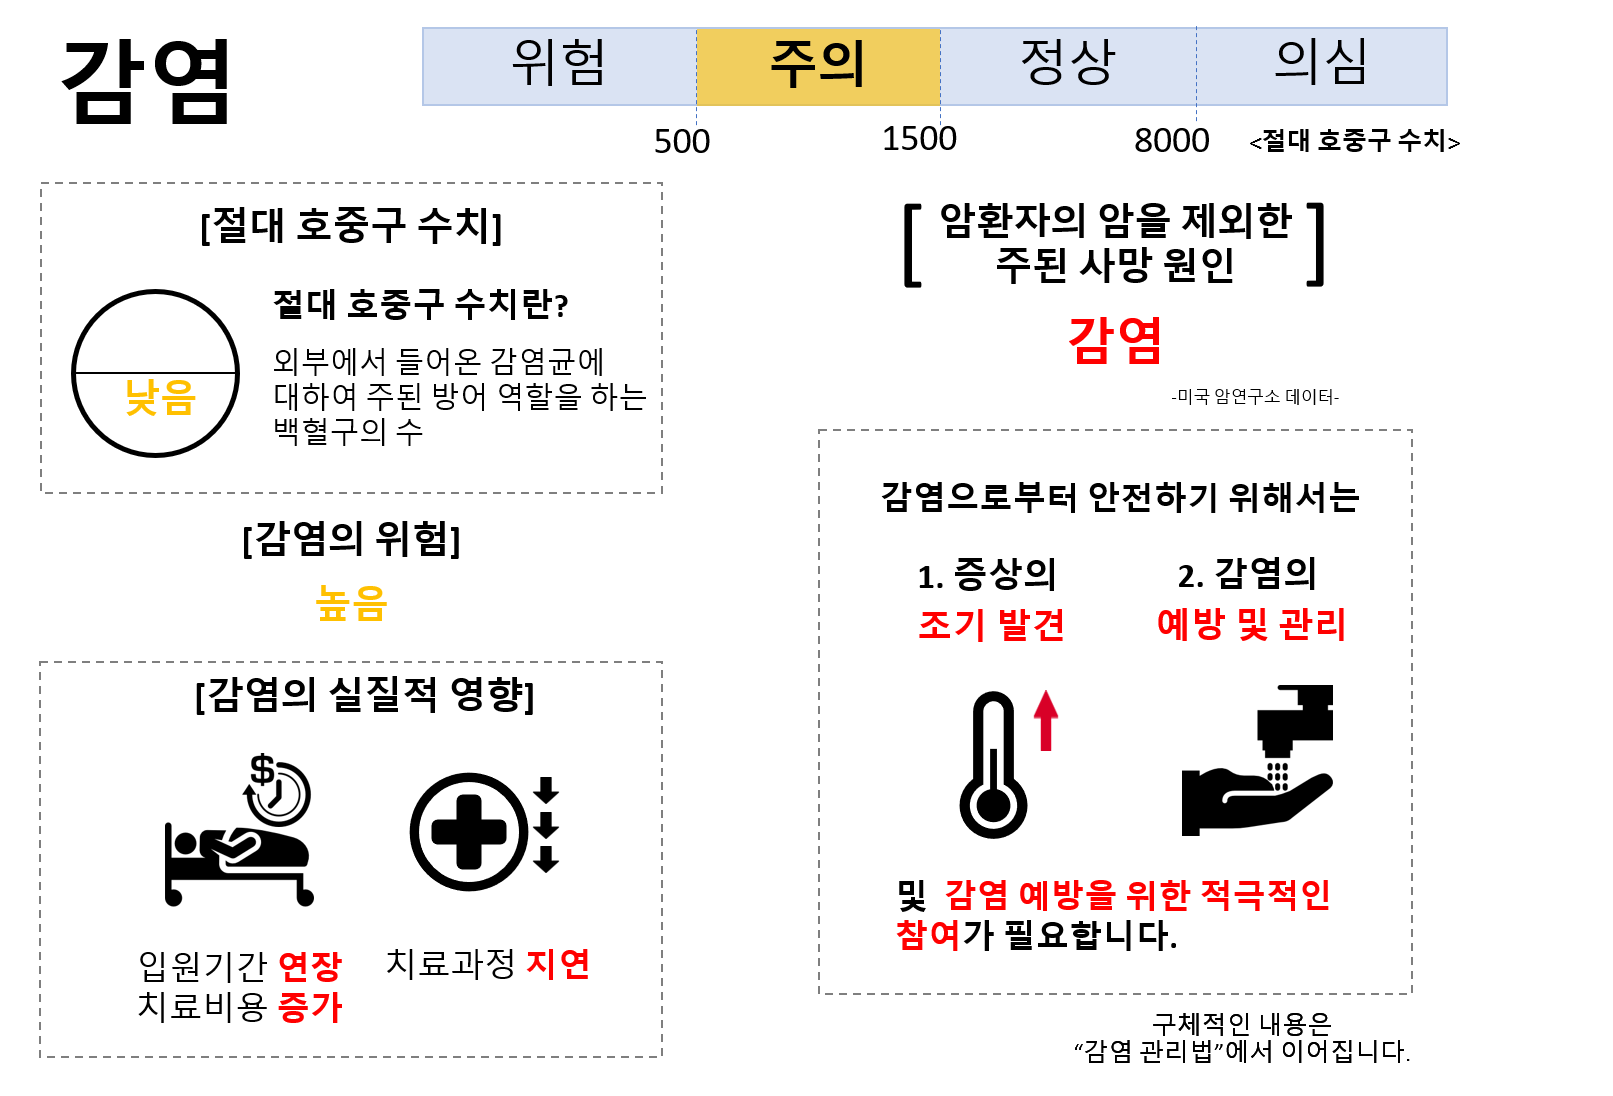 감염
위험 주의 정상 의심
500 1500 8000 <절대 호중구 수치>
[절대 호중구 수치]
낮음
절대 호중구 수치란?
외부에서 들어온 감염균에
대하여 주된 방어 역할을 하는
백혈구의 수
[감염의 위험]
높음
[감염의 실질적 영향]
$
입원기간 연장
치료비용 증가
치료과정 지연
[암환자의 암을 제외한
주된 사망 원인]
감염
-미국 암연구소 데이터-
감염으로부터 안전하기 위해서는
1. 증상의
조기 발견
2. 감염의
예방 및 관리
및 감염 예방을 위한 적극적인
참여가 필요합니다.
구체적인 내용은
“감염 관리법”에서 이어집니다.